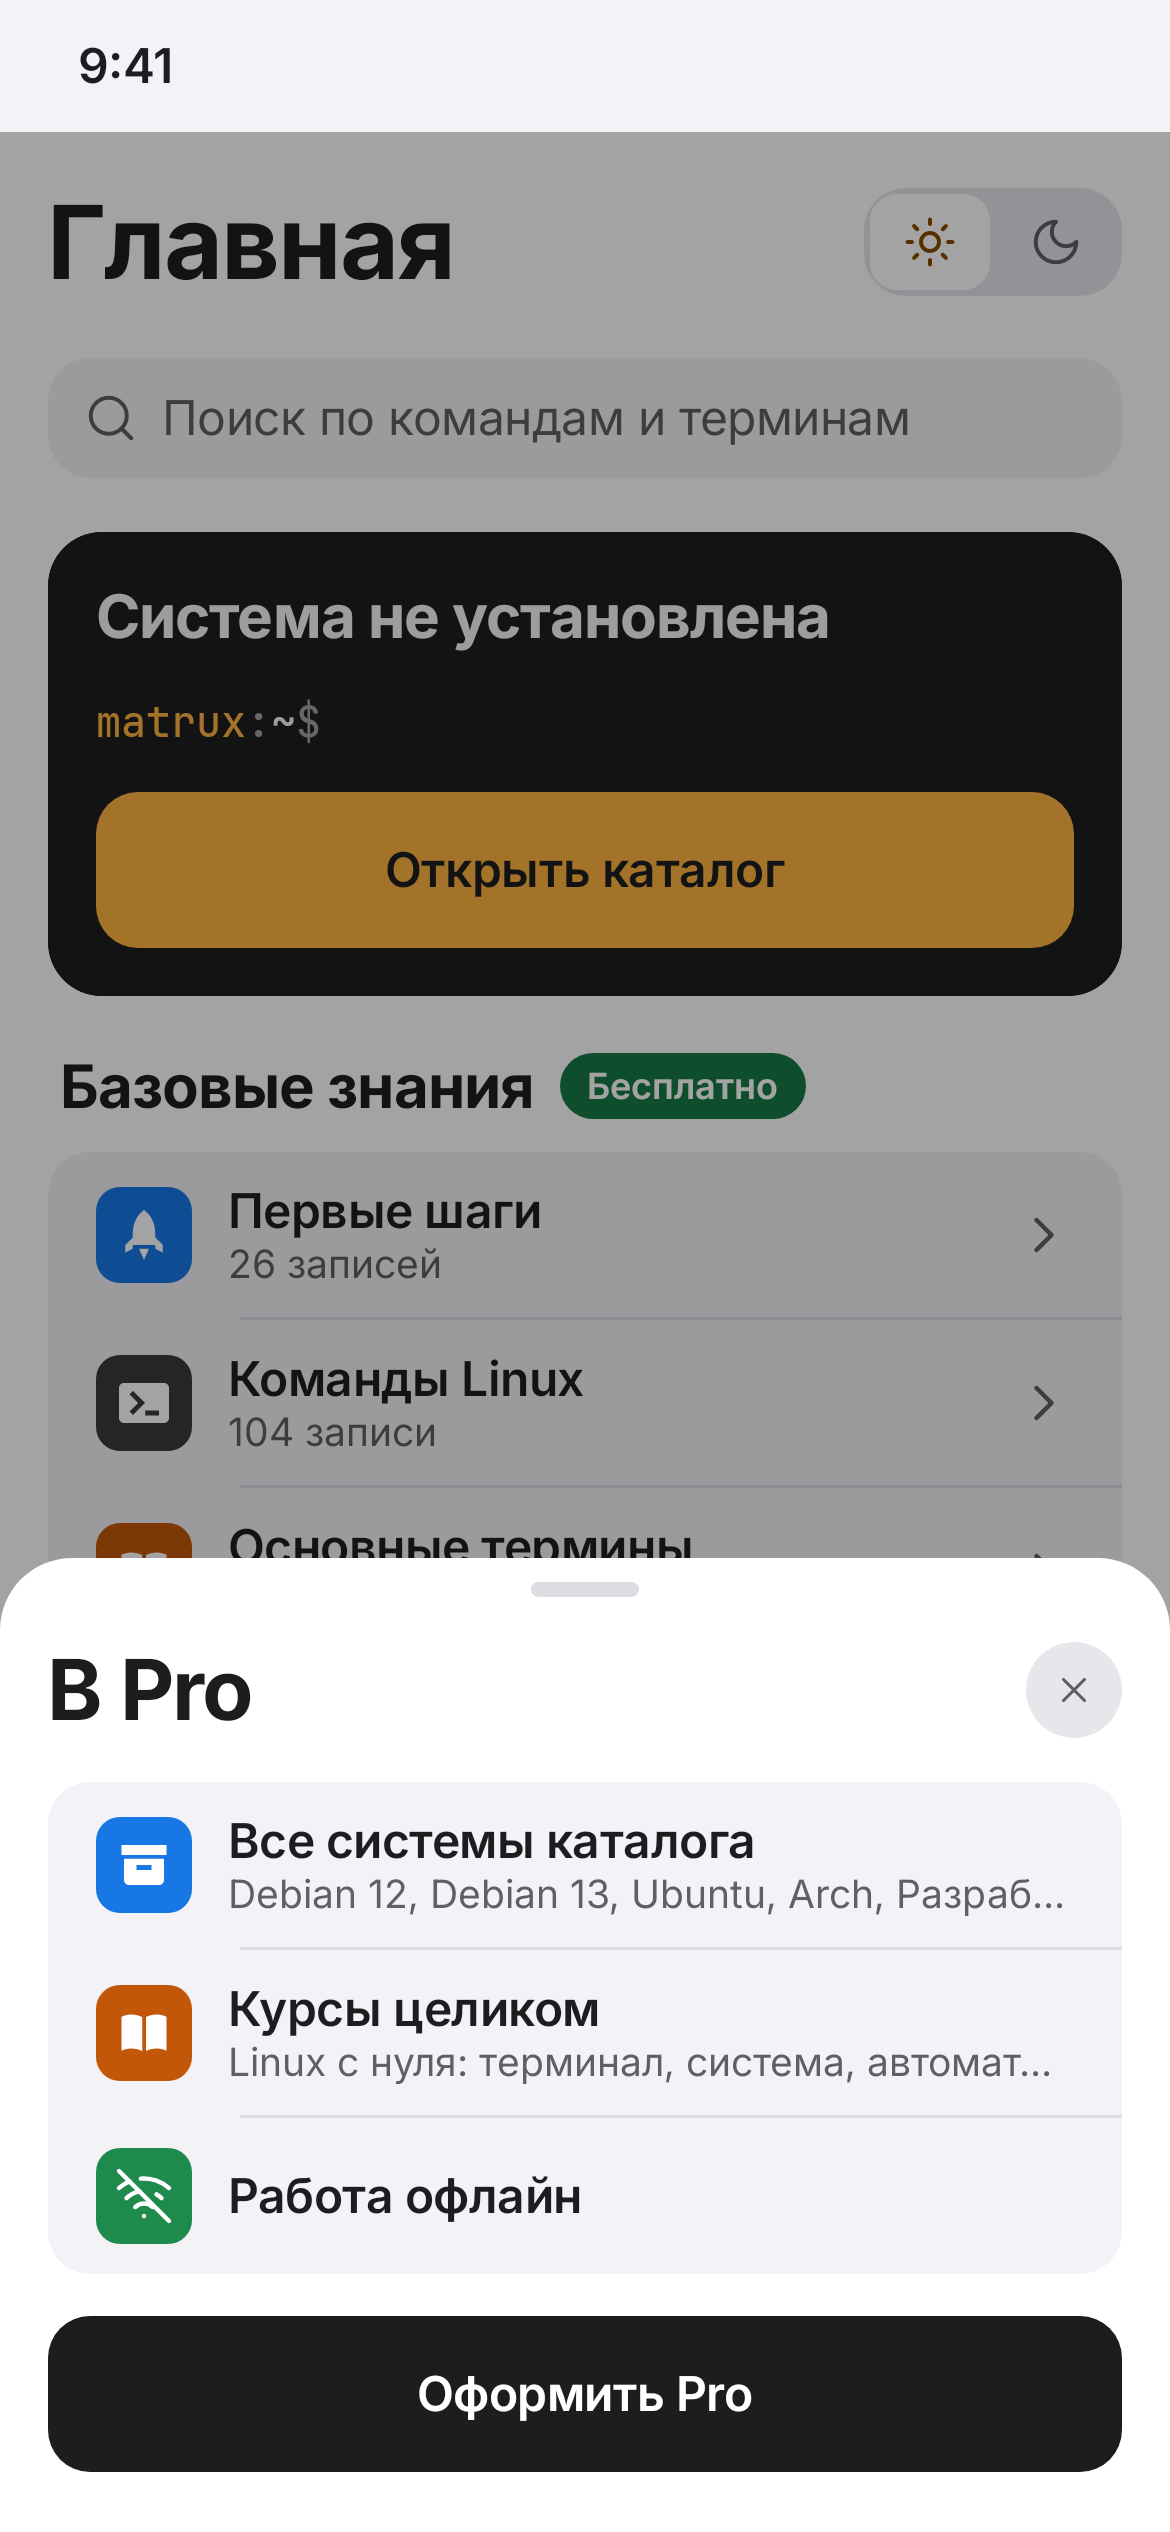 9:41
Главная
Поиск по командам и терминам
Система не установлена
matrux:~$
Открыть каталог
Базовые знания
Бесплатно
Первые шаги
26 записей
Команды Linux
104 записи
Основные термины
В Pro
Все системы каталога
Debian 12, Debian 13, Ubuntu, Arch, Разраб...
Курсы целиком
Linux с нуля: терминал, система, автомат...
Работа офлайн
Оформить Pro